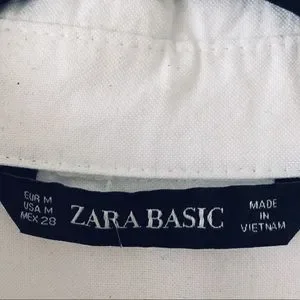 EUR M
USA M
MEX 28
ZARA BASIC
MADE
IN
VIETNAM